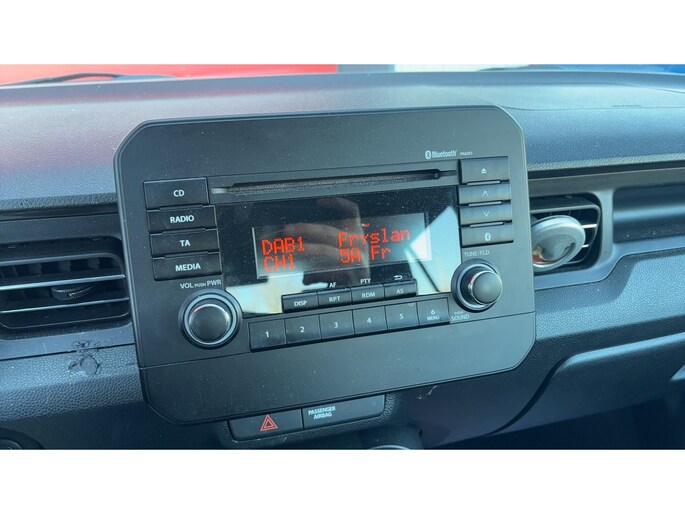 Bluetooth
CD
RADIO
TA
MEDIA
VOL PUSH PWR
DAB1 Fryslan
CH1 9A Fr
AF PTY
DISP RPT RDM AS
1 2 3 4 5 6
MENU
TUNE/FLD
SOUND
PASSENGER
AIRBAG